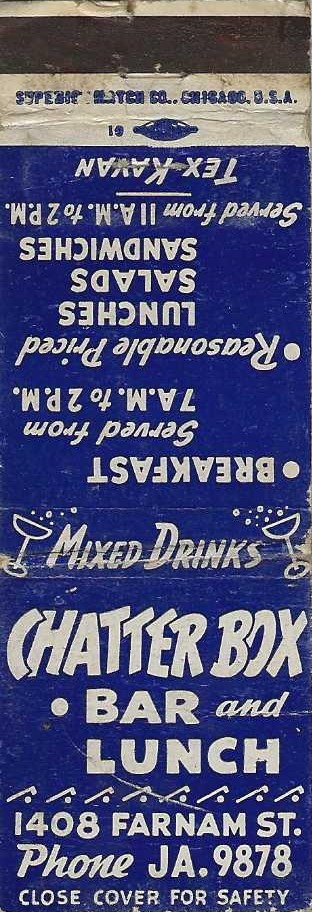 SUPERIOR MATCH CO., CHICAGO, U.S.A.
19
• BREAKFAST
Served from
7 A.M. to 2 P.M.
• Reasonable Priced
LUNCHES
SALADS
SANDWICHES
Served from 11 A.M. to 2 P.M.
TEX KAVAN
MIXED DRINKS
CHATTER BOX
• BAR and
LUNCH
1408 FARNAM ST.
Phone JA. 9878
CLOSE COVER FOR SAFETY